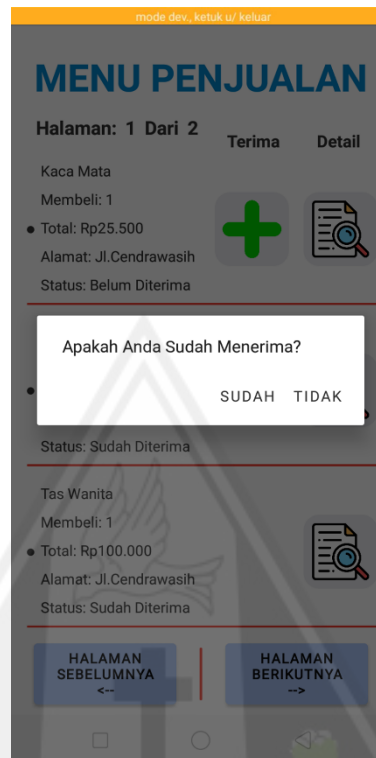 mode dev., ketuk u/ keluar
MENU PENJUALAN
Halaman: 1 Dari 2
Terima
Detail
Kaca Mata
Membeli: 1
Total: Rp25.500
Alamat: Jl.Cendrawasih
Status: Belum Diterima
Apakah Anda Sudah Menerima?
SUDAH TIDAK
Status: Sudah Diterima
Tas Wanita
Membeli: 1
Total: Rp100.000
Alamat: Jl.Cendrawasih
Status: Sudah Diterima
HALAMAN
SEBELUMNYA
<--
HALAMAN
BERIKUTNYA
-->